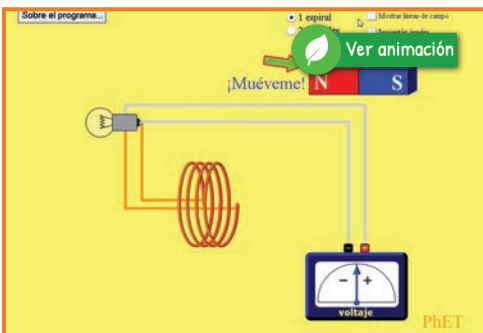 Sobre el programa...
1 espiral
Mostrar líneas de campo
Ver animación
¡Muéveme! N S
- +
- +
voltaje
PhET